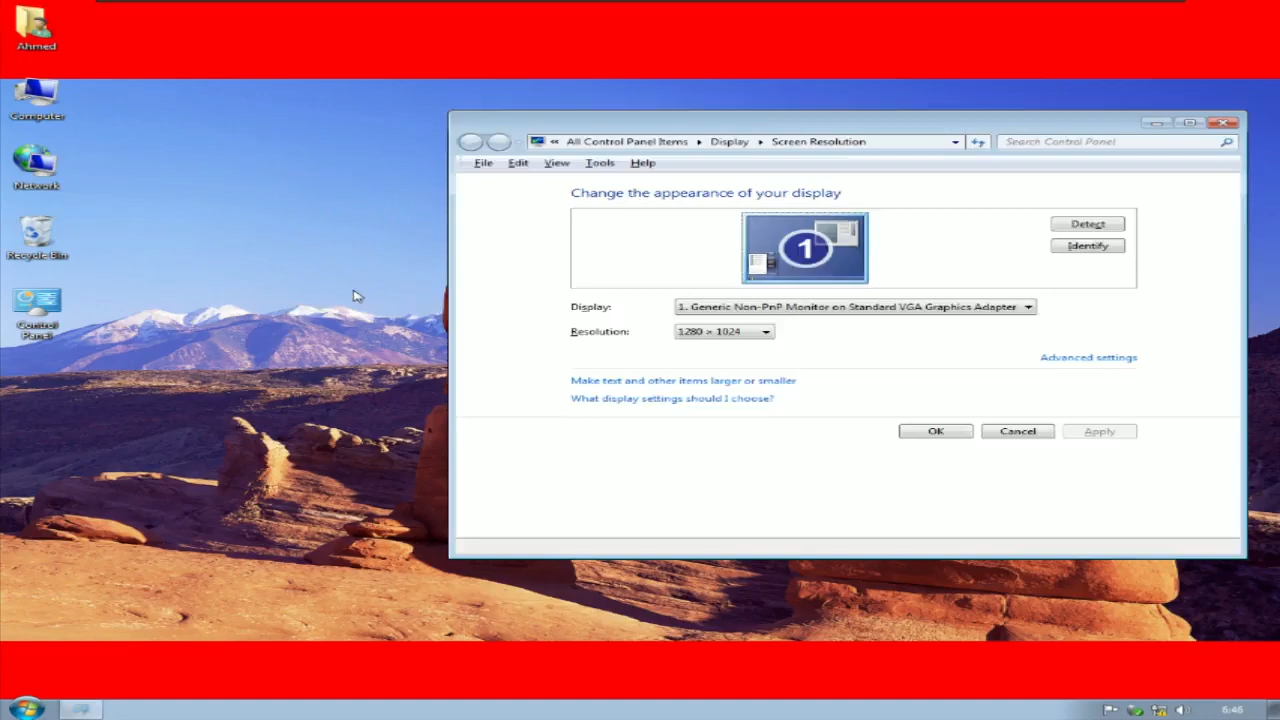 Ahmed
Computer
Network
Recycle Bin
Control
Panel
« All Control Panel Items ▸ Display ▸ Screen Resolution
Search Control Panel
File Edit View Tools Help
Change the appearance of your display
1
Detect
Identify
Display: 1. Generic Non-PnP Monitor on Standard VGA Graphics Adapter
Resolution: 1280 × 1024
Advanced settings
Make text and other items larger or smaller
What display settings should I choose?
OK Cancel Apply
6:46